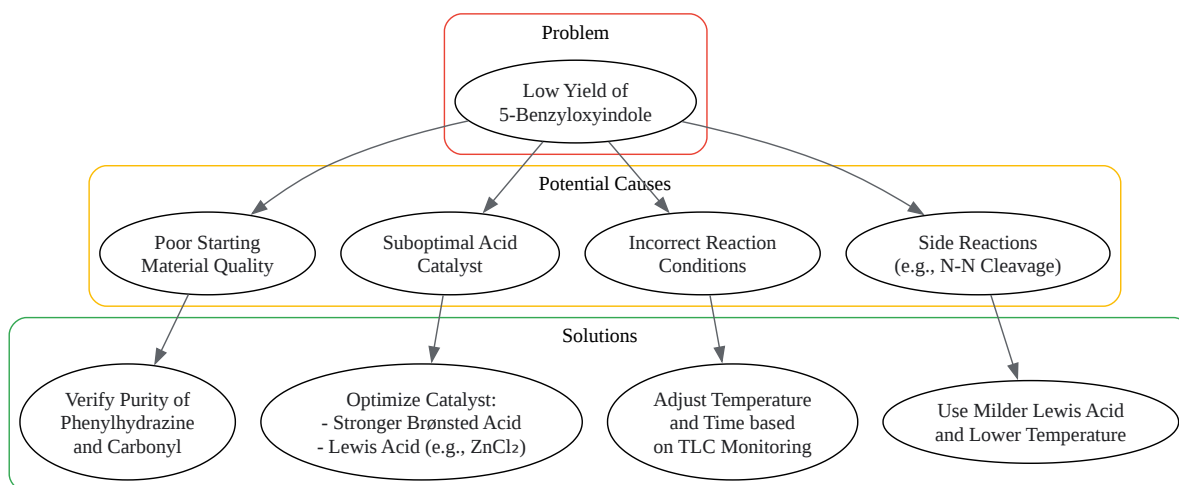 Problem
Low Yield of
5-Benzyloxyindole
Potential Causes
Poor Starting
Material Quality
Suboptimal Acid
Catalyst
Incorrect Reaction
Conditions
Side Reactions
(e.g., N-N Cleavage)
Solutions
Verify Purity of
Phenylhydrazine
and Carbonyl
Optimize Catalyst:
- Stronger Brønsted Acid
- Lewis Acid (e.g., ZnCl₂)
Adjust Temperature
and Time based
on TLC Monitoring
Use Milder Lewis Acid
and Lower Temperature